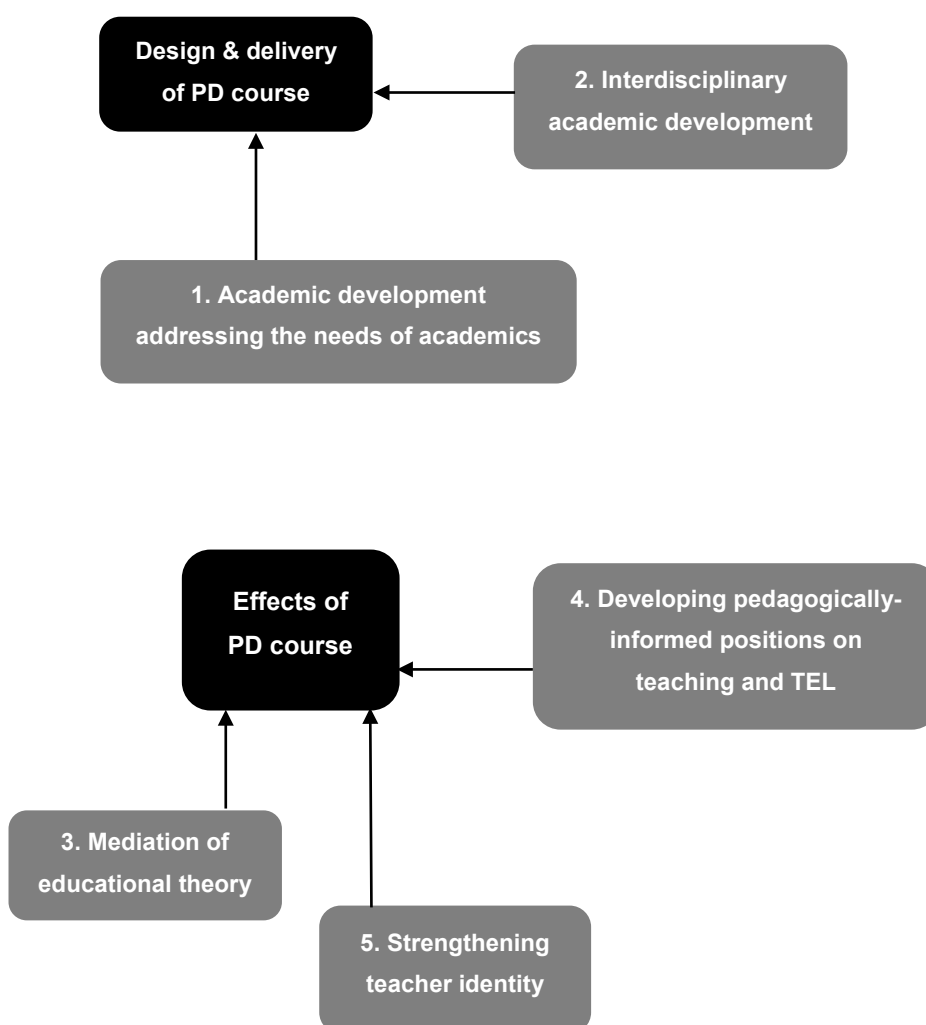 Design & delivery
of PD course
2. Interdisciplinary
academic development
1. Academic development
addressing the needs of academics
Effects of
PD course
4. Developing pedagogically-
informed positions on
teaching and TEL
3. Mediation of
educational theory
5. Strengthening
teacher identity